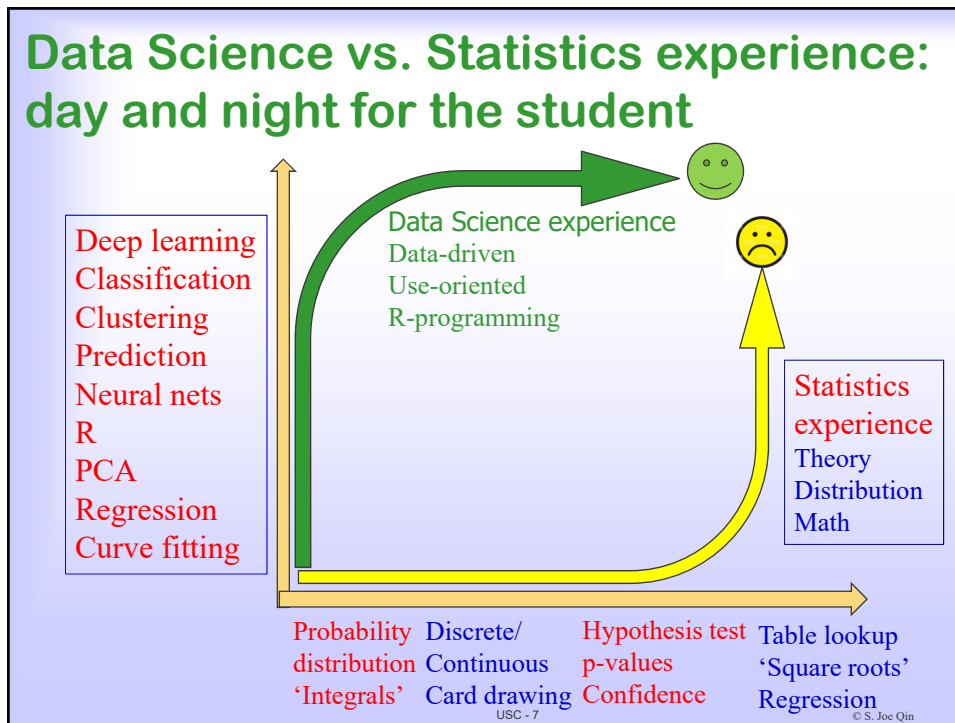 Data Science vs. Statistics experience:
day and night for the student
Deep learning
Classification
Clustering
Prediction
Neural nets
R
PCA
Regression
Curve fitting
Data Science experience
Data-driven
Use-oriented
R-programming
Statistics
experience
Theory
Distribution
Math
Probability
distribution
'Integrals'
Discrete/
Continuous
Card drawing
Hypothesis test
p-values
Confidence
Table lookup
'Square roots'
Regression
USC - 7
© S. Joe Qin